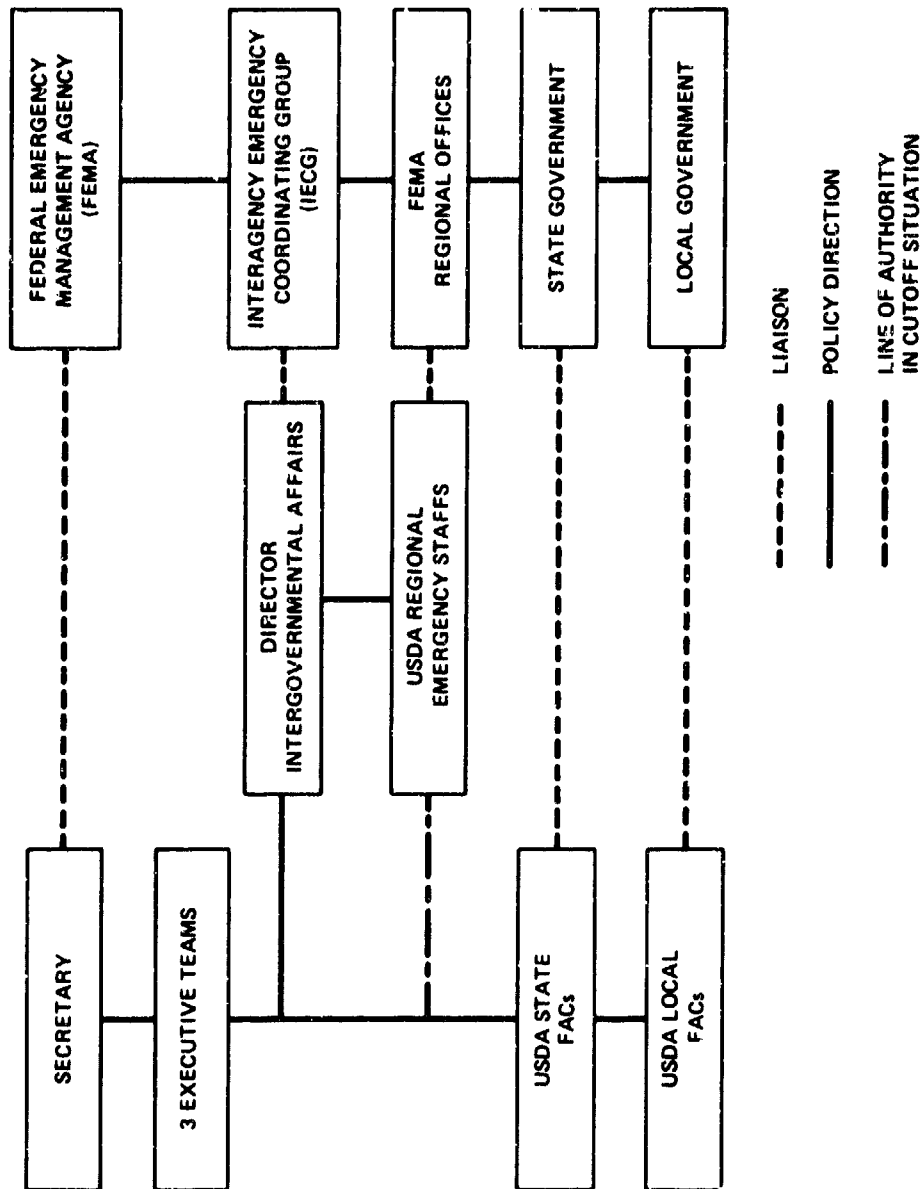 SECRETARY
FEDERAL EMERGENCY
MANAGEMENT AGENCY
(FEMA)
3 EXECUTIVE TEAMS
DIRECTOR
INTERGOVERNMENTAL AFFAIRS
INTERAGENCY EMERGENCY
COORDINATING GROUP
(IECG)
USDA REGIONAL
EMERGENCY STAFFS
FEMA
REGIONAL OFFICES
USDA STATE
FACs
STATE GOVERNMENT
USDA LOCAL
FACs
LOCAL GOVERNMENT
LIAISON
POLICY DIRECTION
LINE OF AUTHORITY
IN CUTOFF SITUATION